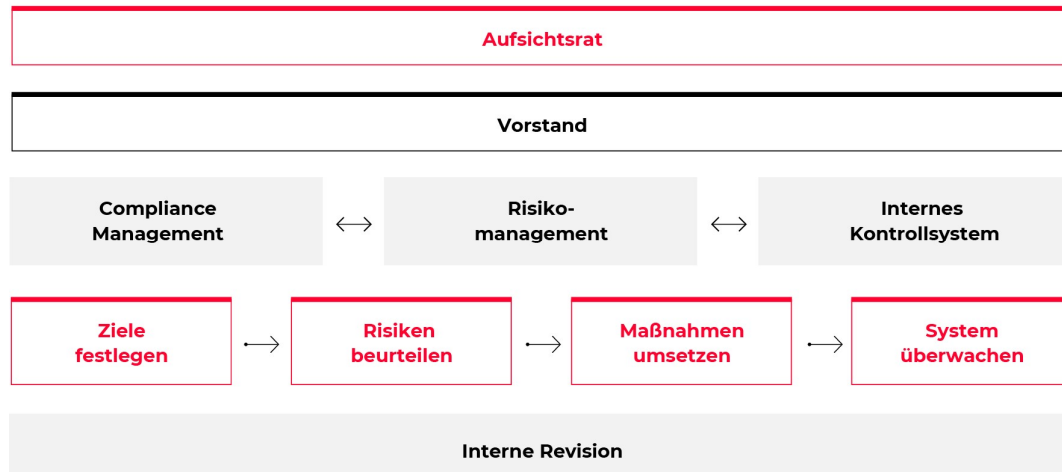 Aufsichtsrat
Vorstand
Compliance
Management
Risiko-
management
Internes
Kontrollsystem
Ziele
festlegen
Risiken
beurteilen
Maßnahmen
umsetzen
System
überwachen
Interne Revision